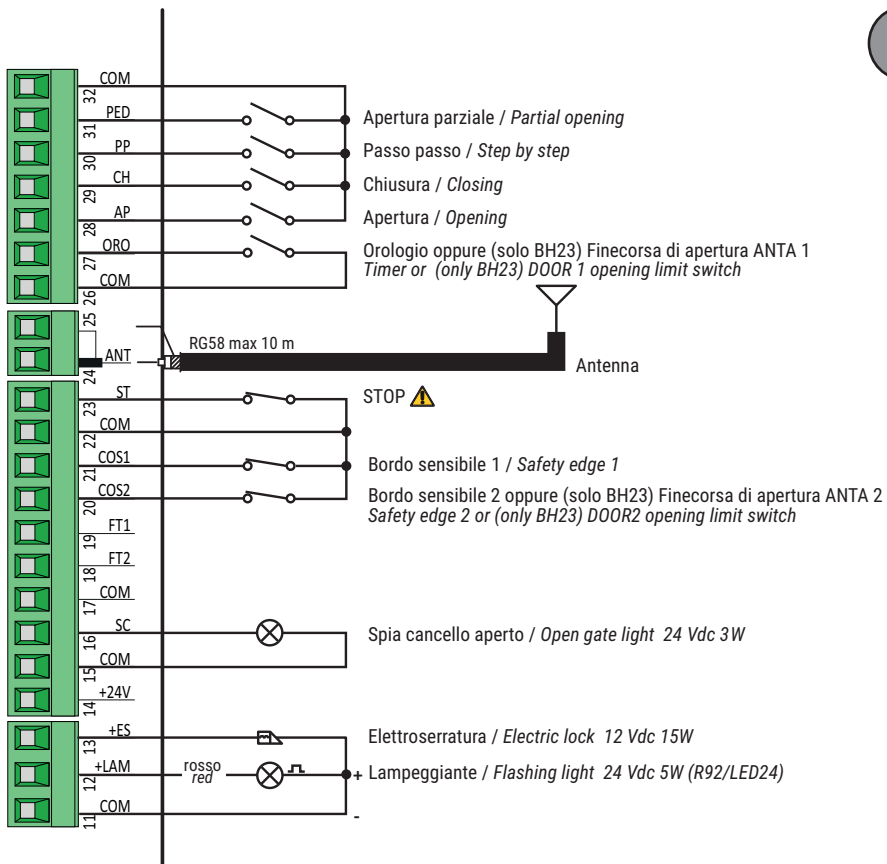 COM
32
PED
31
Apertura parziale / Partial opening
PP
30
Passo passo / Step by step
CH
29
Chiusura / Closing
AP
28
Apertura / Opening
ORO
27
Orologio oppure (solo BH23) Finecorsa di apertura ANTA 1
Timer or (only BH23) DOOR 1 opening limit switch
COM
26
25
RG58 max 10 m
ANT
24
Antenna
ST
23
STOP
COM
22
COS1
21
Bordo sensibile 1 / Safety edge 1
COS2
20
Bordo sensibile 2 oppure (solo BH23) Finecorsa di apertura ANTA 2
Safety edge 2 or (only BH23) DOOR2 opening limit switch
FT1
19
FT2
18
COM
17
SC
16
Spia cancello aperto / Open gate light 24 Vdc 3W
COM
15
+24V
14
+ES
13
Elettroserratura / Electric lock 12 Vdc 15W
+LAM
12
rosso
red
+ Lampeggiante / Flashing light 24 Vdc 5W (R92/LED24)
COM
11
-